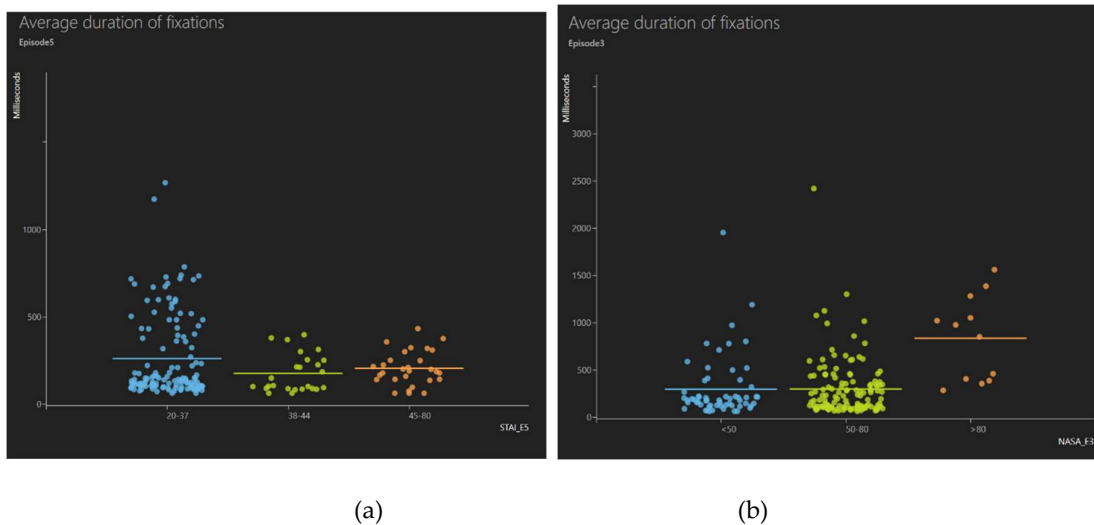 Average duration of fixations
Episode5
Milliseconds
1000
500
0
20-37
38-44
45-80
STAI_E5
Average duration of fixations
Episode3
Milliseconds
3000
2500
2000
1500
1000
500
0
<50
50-80
>80
NASA_E3
(a)
(b)